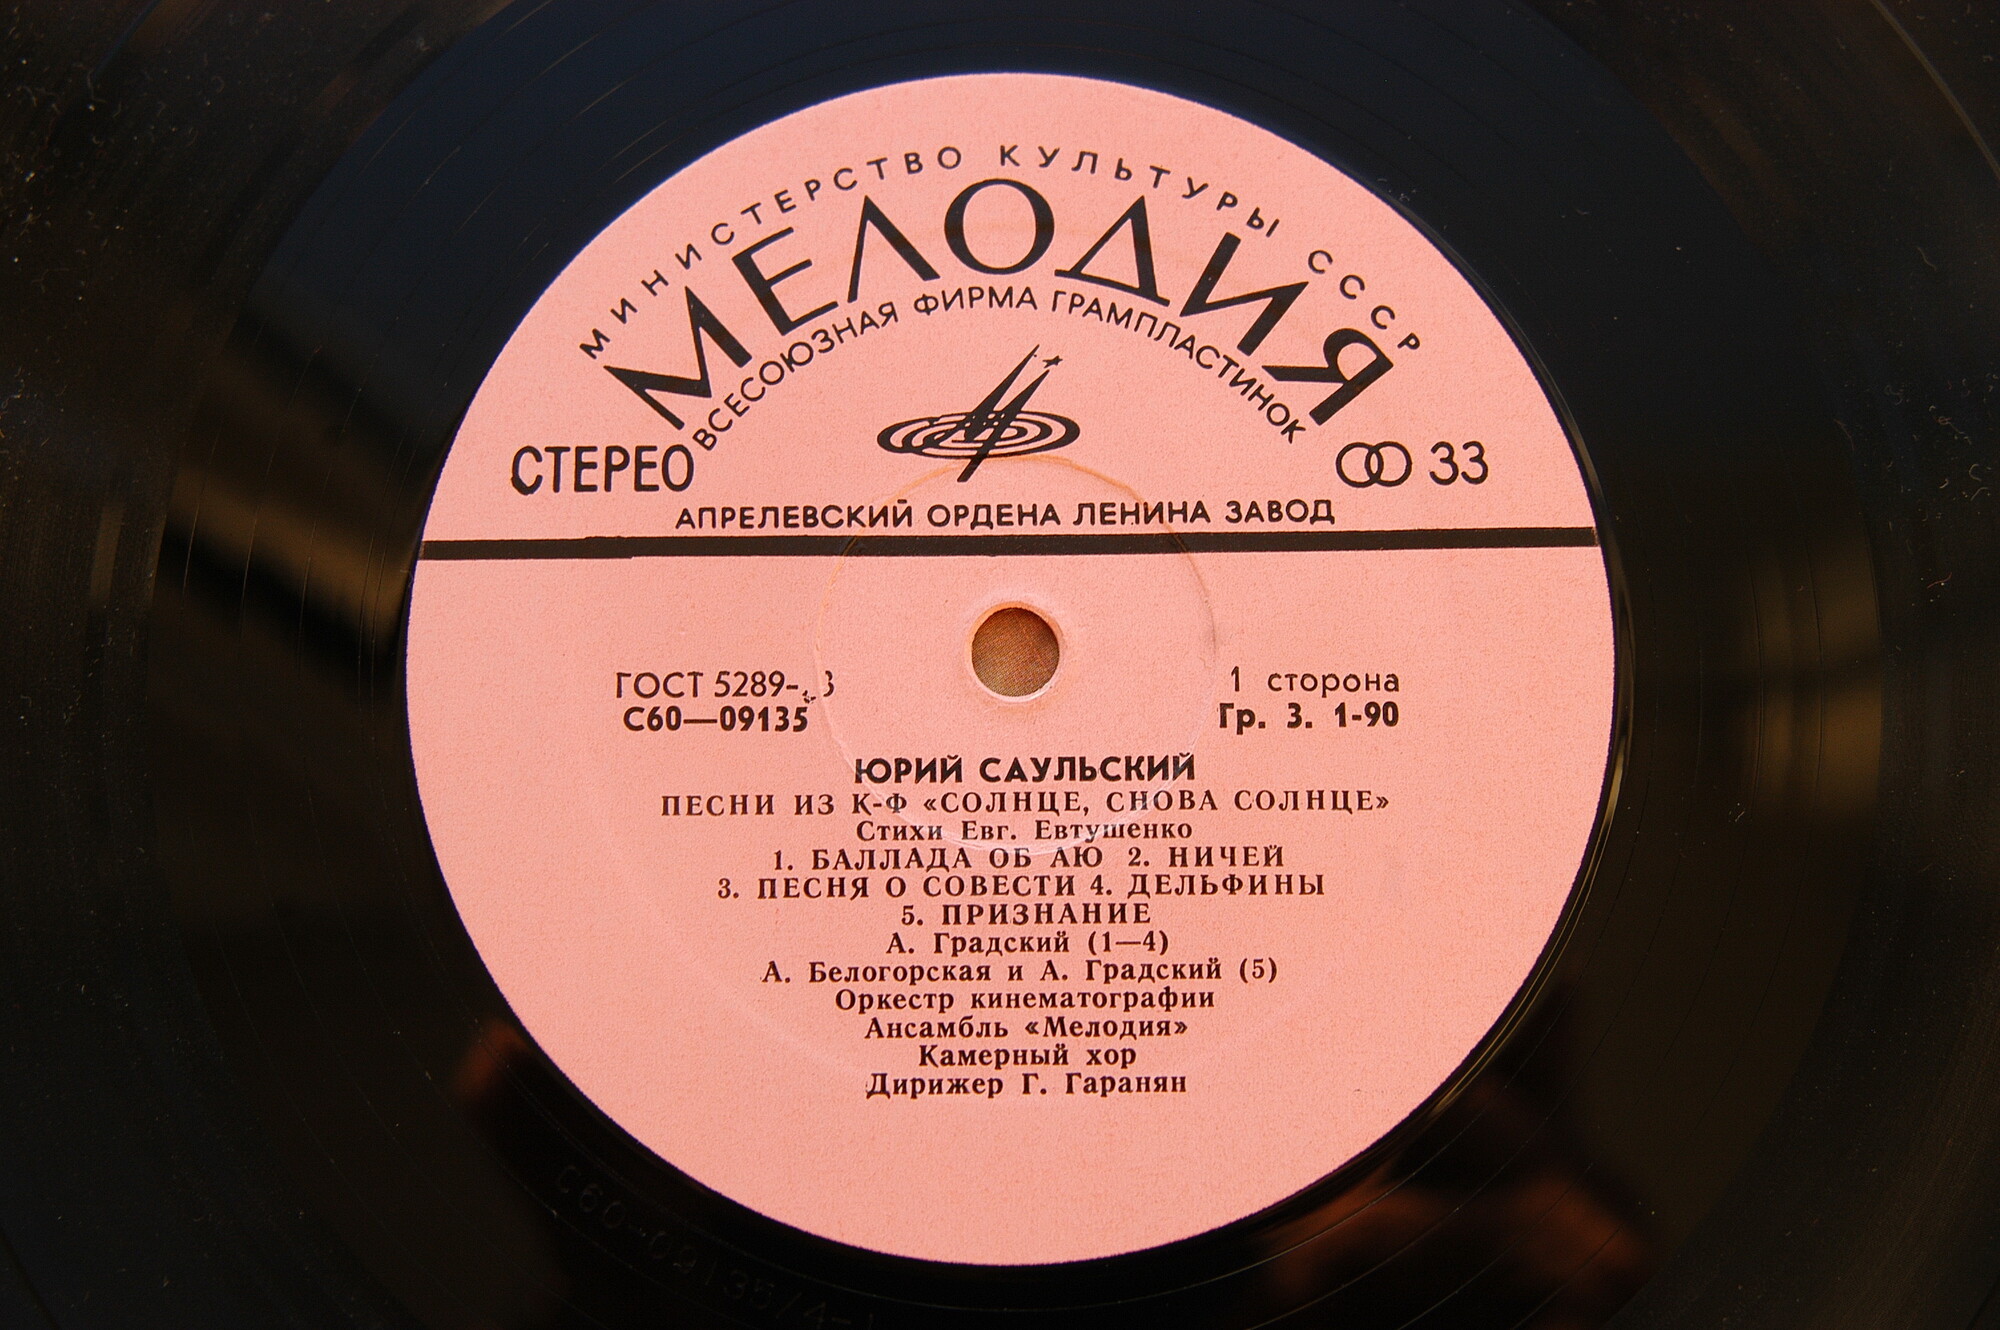 МИНИСТЕРСТВО КУЛЬТУРЫ СССР
МЕЛОДИЯ
ВСЕСОЮЗНАЯ ФИРМА ГРАМПЛАСТИНОК
СТЕРЕО 33
АПРЕЛЕВСКИЙ ОРДЕНА ЛЕНИНА ЗАВОД
ГОСТ
1 сторона
С60—09135
Гр. 3. 1-90
ЮРИЙ САУЛЬСКИЙ
ПЕСНИ ИЗ К-Ф «СОЛНЦЕ, СНОВА СОЛНЦЕ»
Стихи Евг. Евтушенко
1. БАЛЛАДА ОБ АЮ 2. НИЧЕЙ
3. ПЕСНЯ О СОВЕСТИ 4. ДЕЛЬФИНЫ
5. ПРИЗНАНИЕ
А. Градский (1—4)
А. Белогорская и А. Градский (5)
Оркестр кинематографии
Ансамбль «Мелодия»
Камерный хор
Дирижер Г. Гаранян